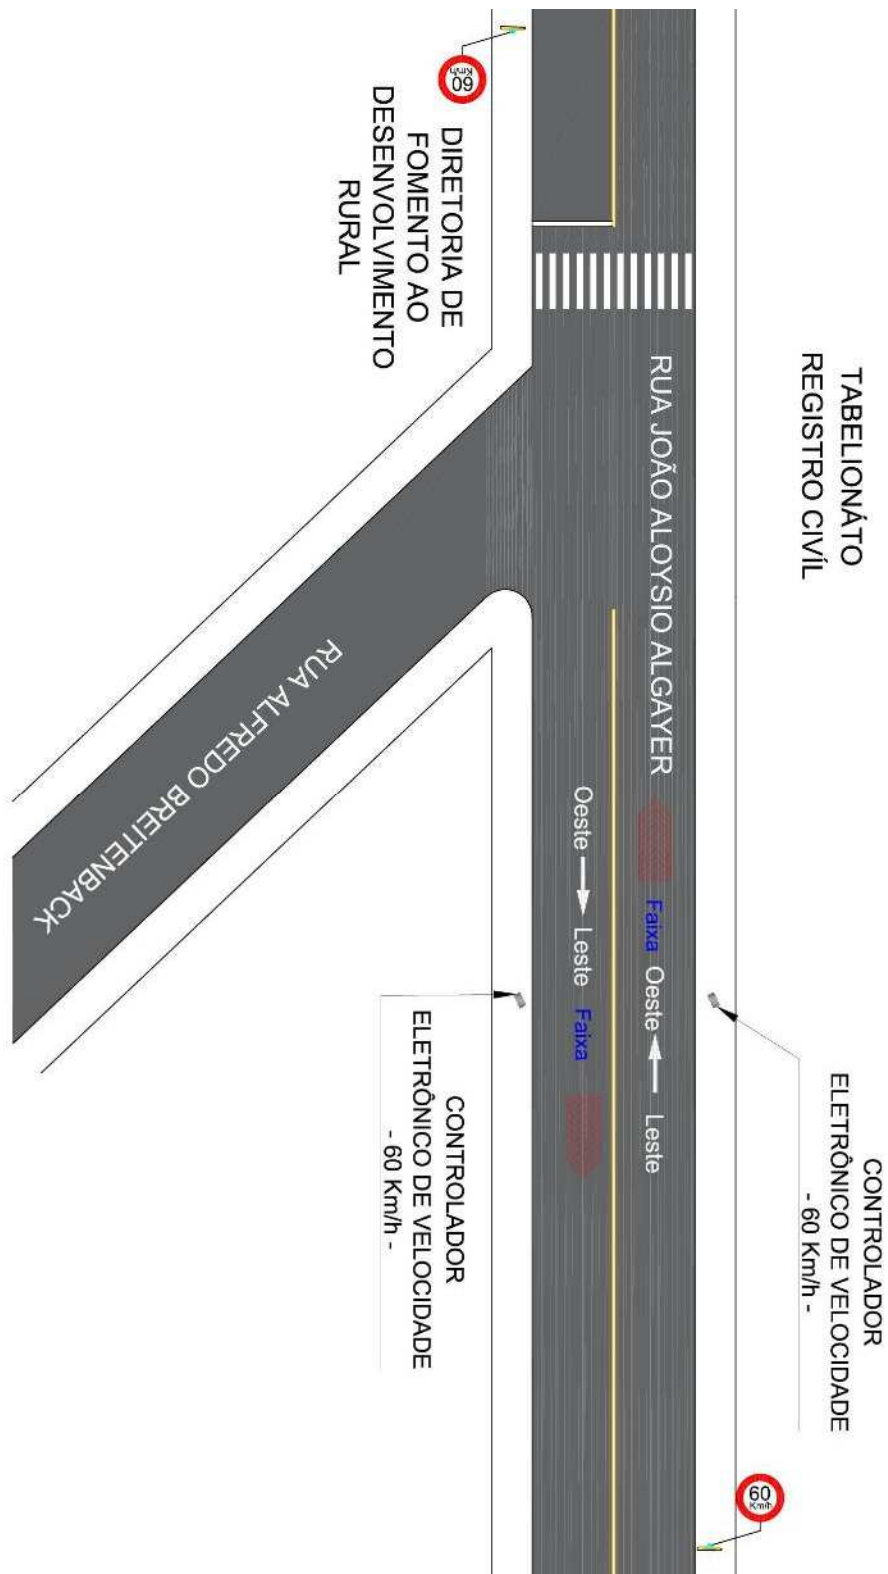 TABELIONÁTO
REGISTRO CIVÍL
CONTROLADOR
ELETRÔNICO DE VELOCIDADE
- 60 Km/h -
60
Km/h
RUA JOÃO ALOYSIO ALGAYER
Faixa
Oeste
Leste
Oeste
Leste
Faixa
60
Km/h
DIRETORIA DE
FOMENTO AO
DESENVOLVIMENTO
RURAL
RUA ALFREDO BREITENBACK
CONTROLADOR
ELETRÔNICO DE VELOCIDADE
- 60 Km/h -